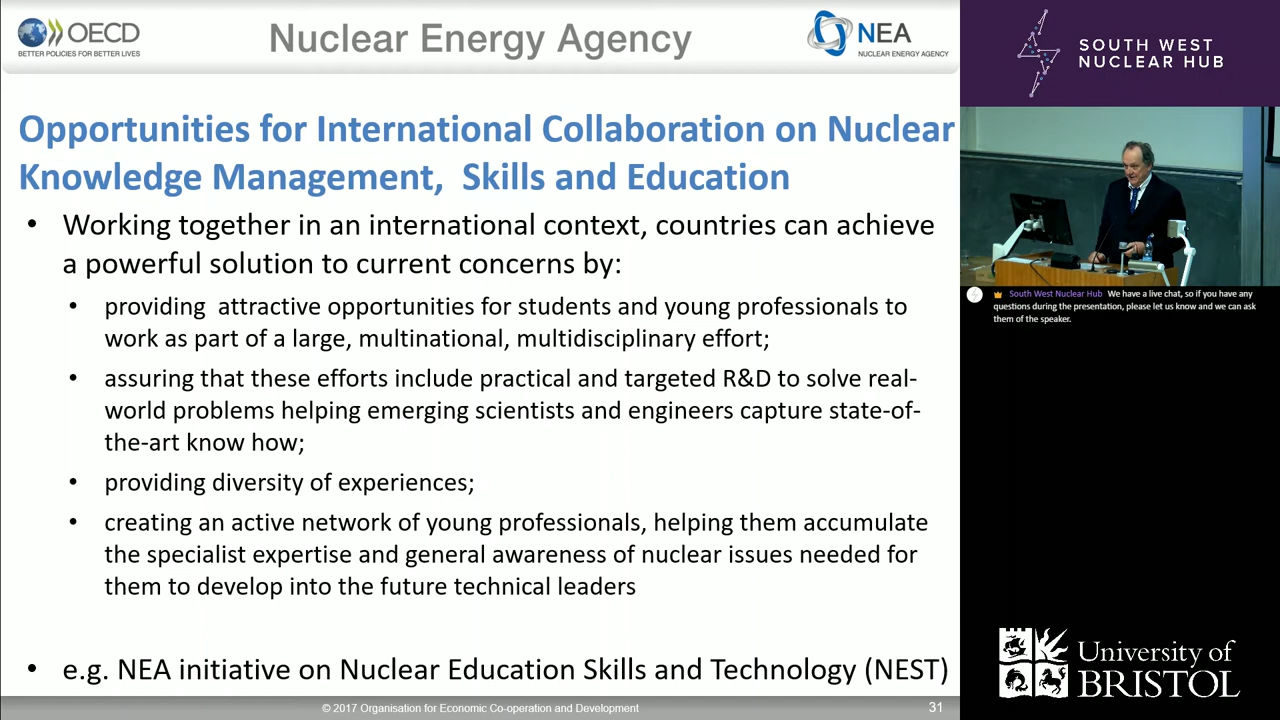 OECD
BETTER POLICIES FOR BETTER LIVES
Nuclear Energy Agency
NEA
NUCLEAR ENERGY AGENCY
Opportunities for International Collaboration on Nuclear
Knowledge Management,  Skills and Education
• Working together in an international context, countries can achieve
a powerful solution to current concerns by:
• providing  attractive opportunities for students and young professionals to
work as part of a large, multinational, multidisciplinary effort;
• assuring that these efforts include practical and targeted R&D to solve real-
world problems helping emerging scientists and engineers capture state-of-
the-art know how;
• providing diversity of experiences;
• creating an active network of young professionals, helping them accumulate
the specialist expertise and general awareness of nuclear issues needed for
them to develop into the future technical leaders
• e.g. NEA initiative on Nuclear Education Skills and Technology (NEST)
© 2017 Organisation for Economic Co-operation and Development
31
SOUTH WEST
NUCLEAR HUB
South West Nuclear Hub We have a live chat, so if you have any
questions during the presentation, please let us know and we can ask
them of the speaker.
University of
BRISTOL